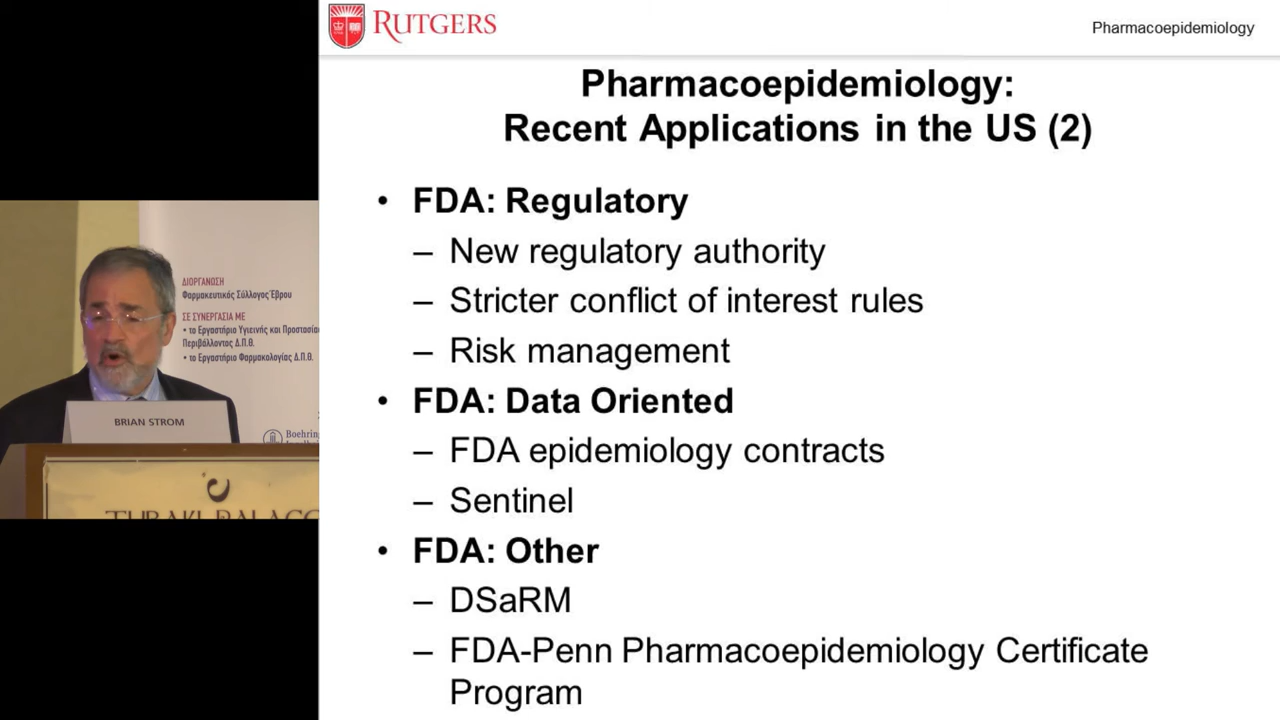 RUTGERS
Pharmacoepidemiology
Pharmacoepidemiology:
Recent Applications in the US (2)
• FDA: Regulatory
– New regulatory authority
– Stricter conflict of interest rules
– Risk management
• FDA: Data Oriented
– FDA epidemiology contracts
– Sentinel
• FDA: Other
– DSaRM
– FDA-Penn Pharmacoepidemiology Certificate
Program
ΔΙΟΡΓΑΝΩΣΗ
Φαρμακευτικός Σύλλογος Έβρου
ΣΕ ΣΥΝΕΡΓΑΣΙΑ ΜΕ
• το Εργαστήριο Υγιεινής και Προστασίας
Περιβάλλοντος Δ.Π.Θ.
• το Εργαστήριο Φαρμακολογίας Δ.Π.Θ.
BRIAN STROM